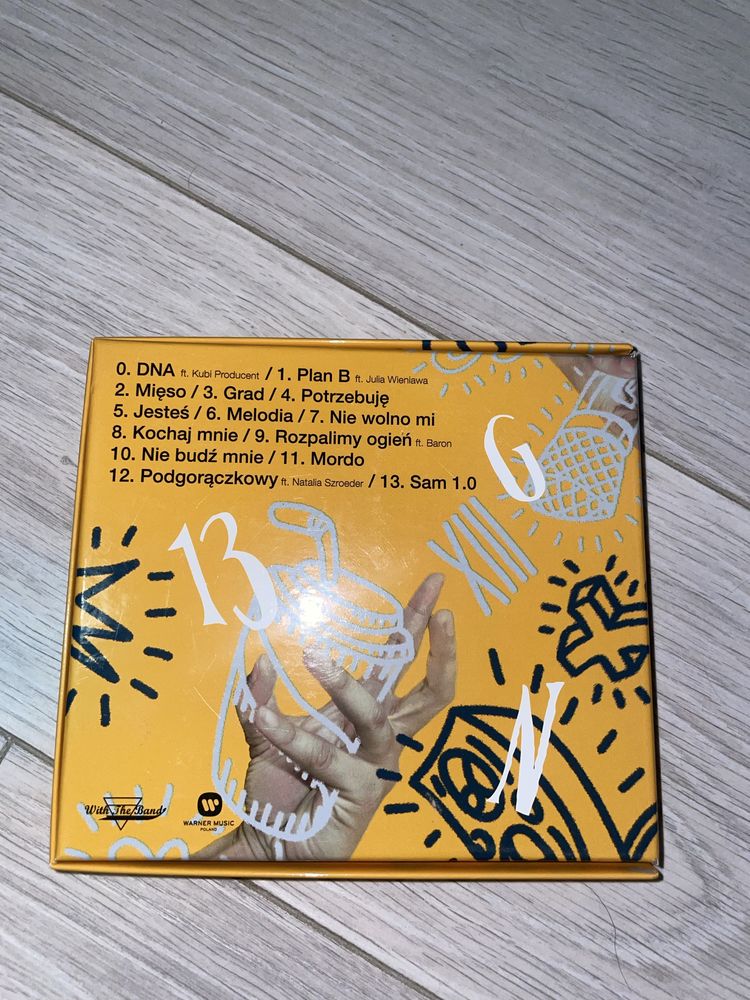 0. DNA ft. Kubi Producent / 1. Plan B ft. Julia Wieniawa
2. Mięso / 3. Grad / 4. Potrzebuję
5. Jesteś / 6. Melodia / 7. Nie wolno mi
8. Kochaj mnie / 9. Rozpalimy ogień ft. Baron
10. Nie budź mnie / 11. Mordo
12. Podgorączkowy ft. Natalia Szroeder / 13. Sam 1.0
G
13
XIII
N
With The Band
WARNER MUSIC
POLAND